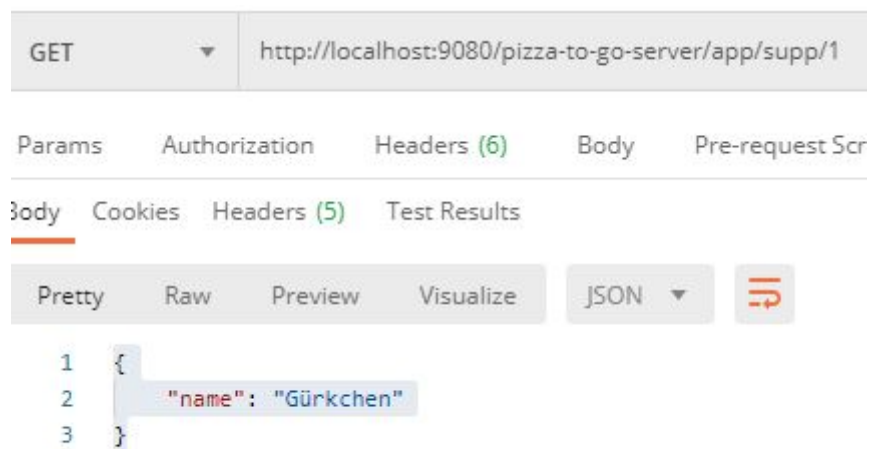 GET http://localhost:9080/pizza-to-go-server/app/supp/1
Params Authorization Headers (6) Body Pre-request Scr
Body Cookies Headers (5) Test Results
Pretty Raw Preview Visualize JSON
1 {
2 "name": "Gürkchen"
3 }